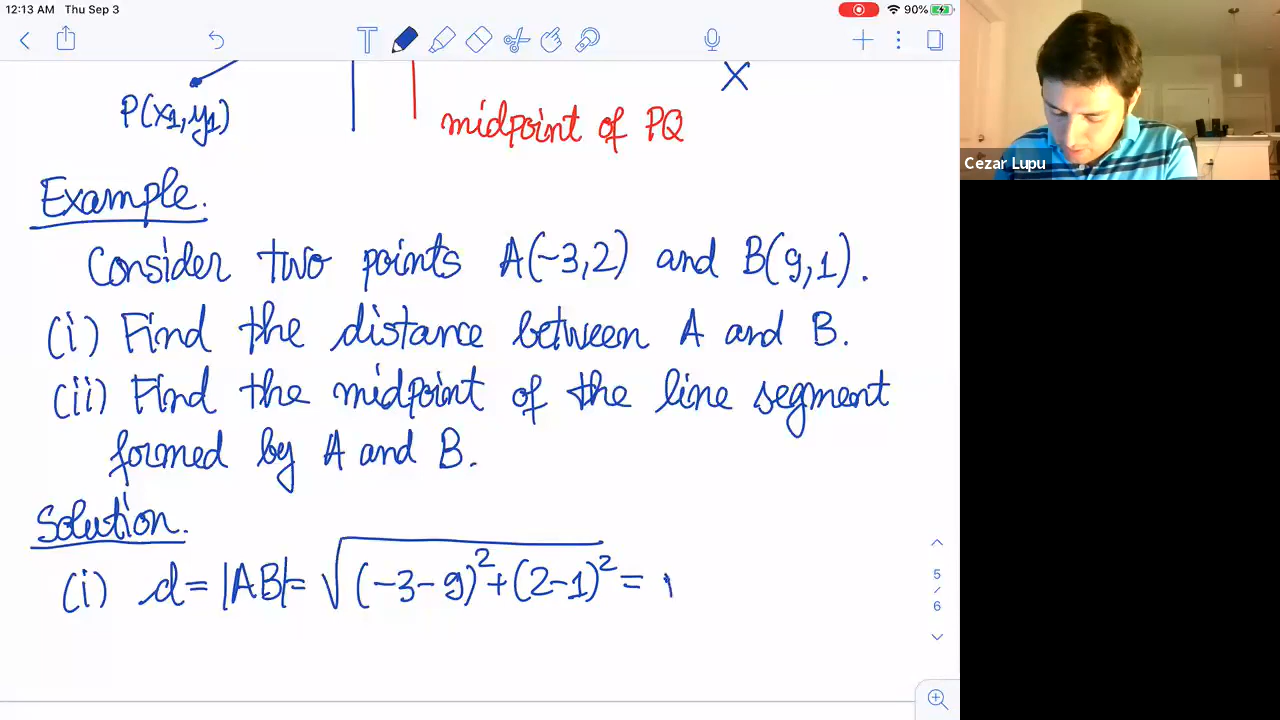 12:13 AM Thu Sep 3
90%
T
P(x1,y1)
X
midpoint of PQ
Cezar Lupu
Example.
Consider two points A(-3,2) and B(9,1).
(i) Find the distance between A and B.
(ii) Find the midpoint of the line segment
formed by A and B.
Solution.
(i) d = |AB| = √(-3-9)²+(2-1)² =
5
/
6